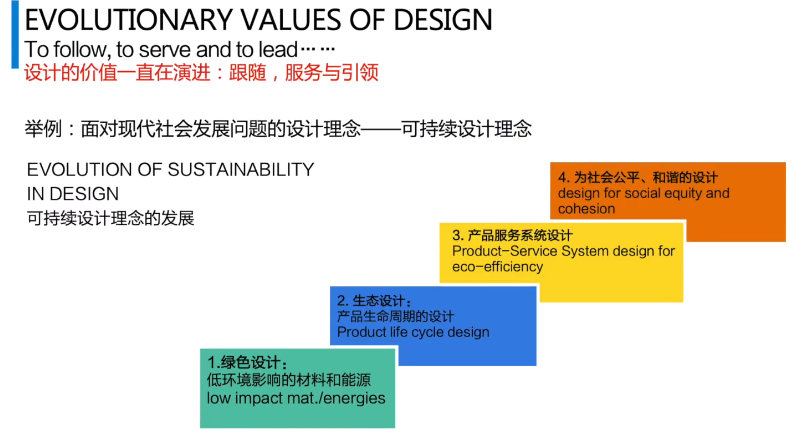 EVOLUTIONARY VALUES OF DESIGN
To follow, to serve and to lead⋯ ⋯
设计的价值一直在演进：跟随，服务与引领
举例：面对现代社会发展问题的设计理念——可持续设计理念
EVOLUTION OF SUSTAINABILITY
IN DESIGN
可持续设计理念的发展
4. 为社会公平、和谐的设计
design for social equity and
cohesion
3. 产品服务系统设计
Product-Service System design for
eco-efficiency
2. 生态设计：
产品生命周期的设计
Product life cycle design
1.绿色设计：
低环境影响的材料和能源
low impact mat./energies